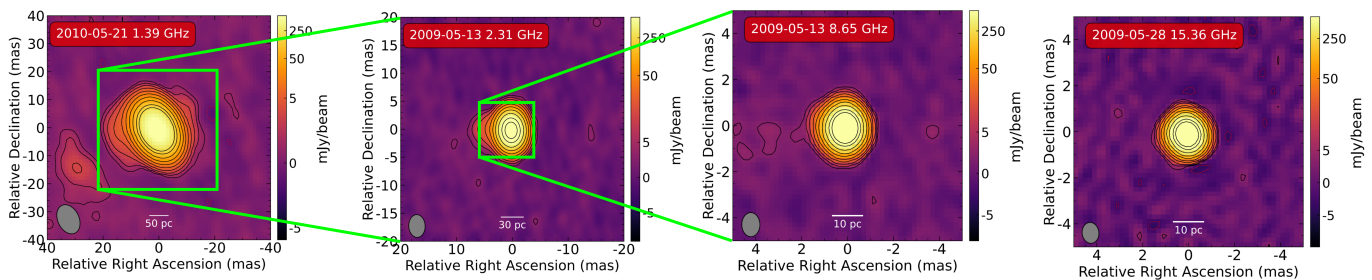 2010-05-21 1.39 GHz
Relative Declination (mas)
40
30
20
10
0
-10
-20
-30
-40
40 20 0 -20 -40
Relative Right Ascension (mas)
50 pc
250
50
5
0
-5
mJy/beam
2009-05-13 2.31 GHz
Relative Declination (mas)
20
15
10
5
0
-5
-10
-15
-20
20 10 0 -10 -20
Relative Right Ascension (mas)
30 pc
250
50
5
0
-5
mJy/beam
2009-05-13 8.65 GHz
Relative Declination (mas)
4
2
0
-2
-4
4 2 0 -2 -4
Relative Right Ascension (mas)
10 pc
250
50
5
0
-5
mJy/beam
2009-05-28 15.36 GHz
Relative Declination (mas)
4
2
0
-2
-4
4 2 0 -2 -4
Relative Right Ascension (mas)
10 pc
250
50
5
0
-5
mJy/beam